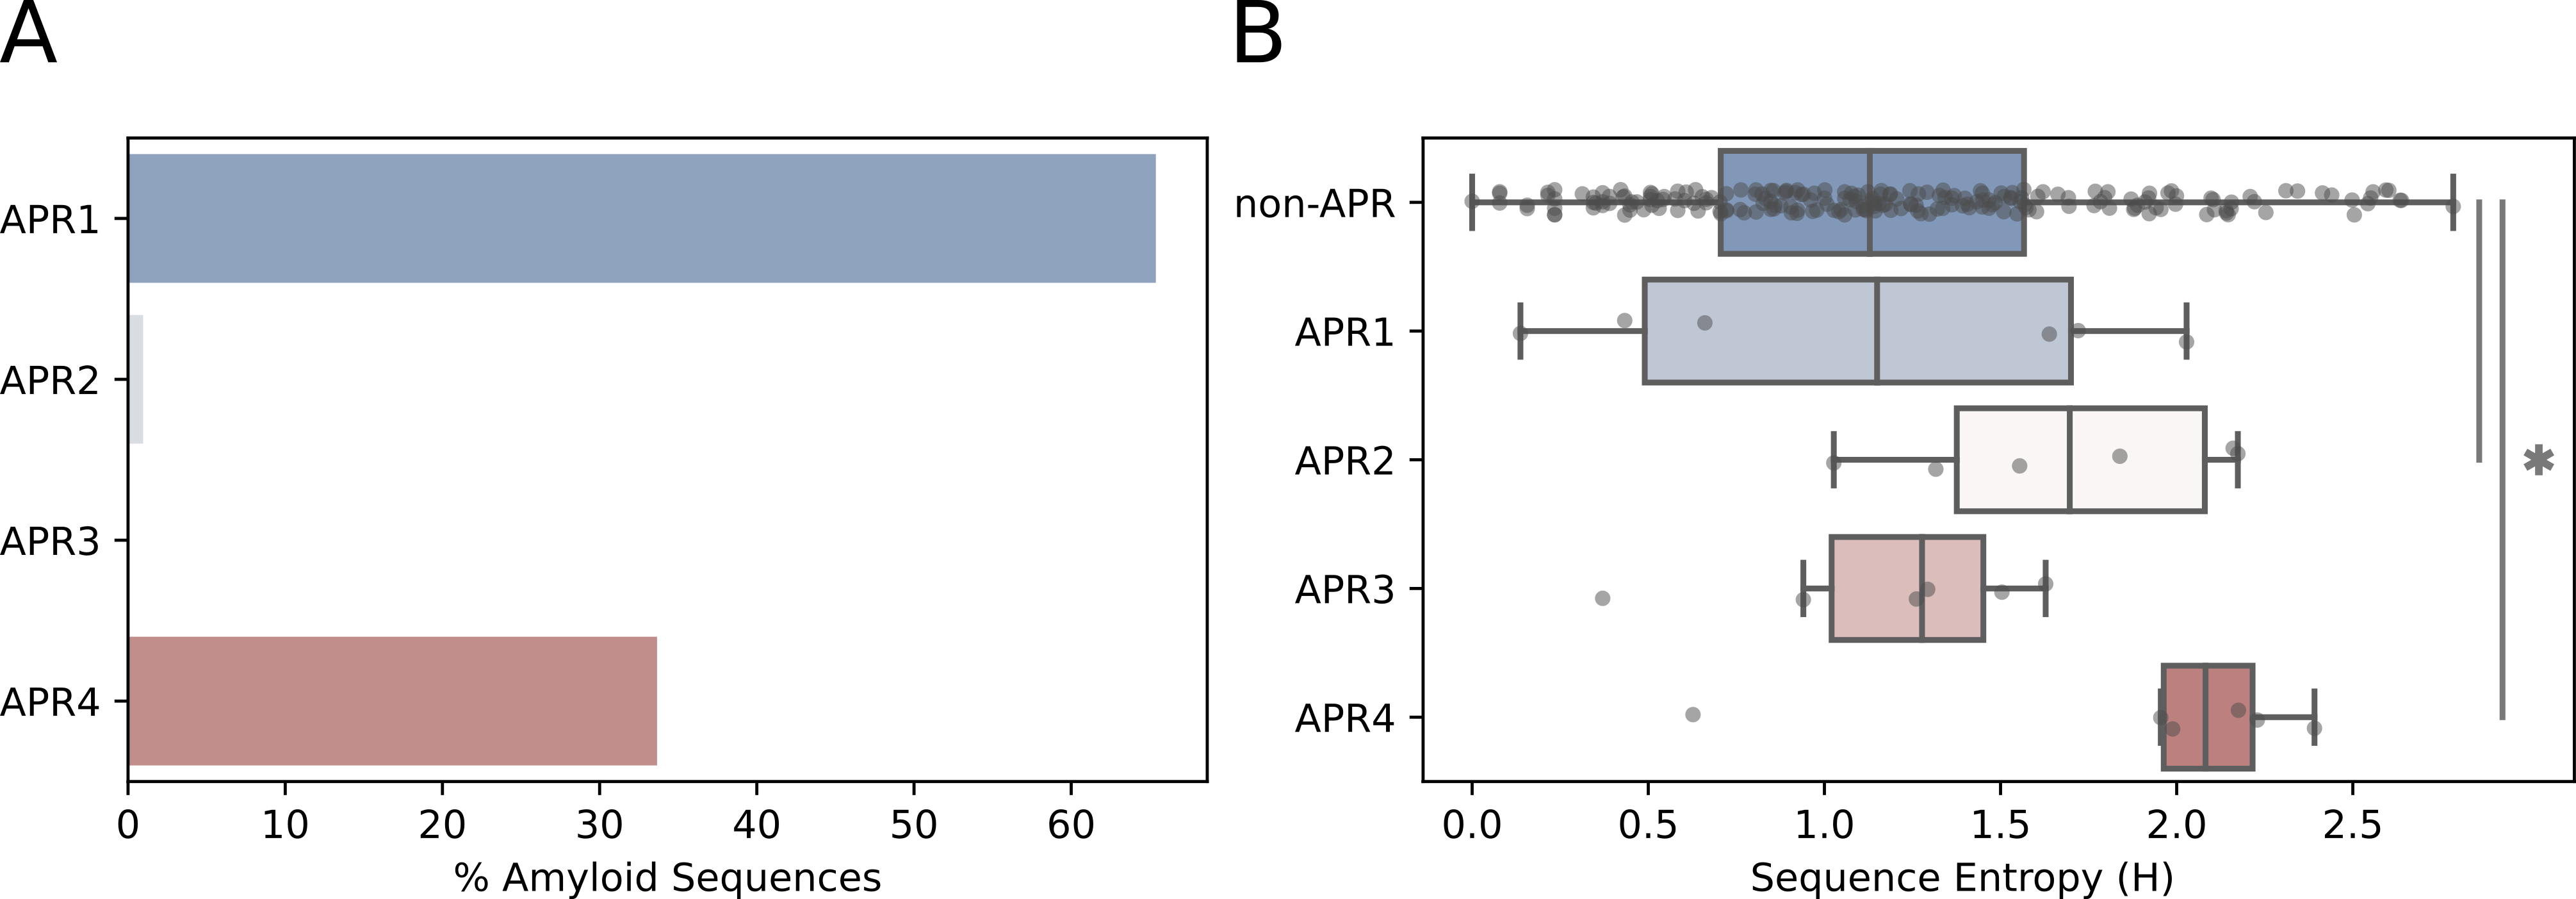 A
APR1
APR2
APR3
APR4
0 10 20 30 40 50 60
% Amyloid Sequences
B
non-APR
APR1
APR2
APR3
APR4
*
0.0 0.5 1.0 1.5 2.0 2.5
Sequence Entropy (H)